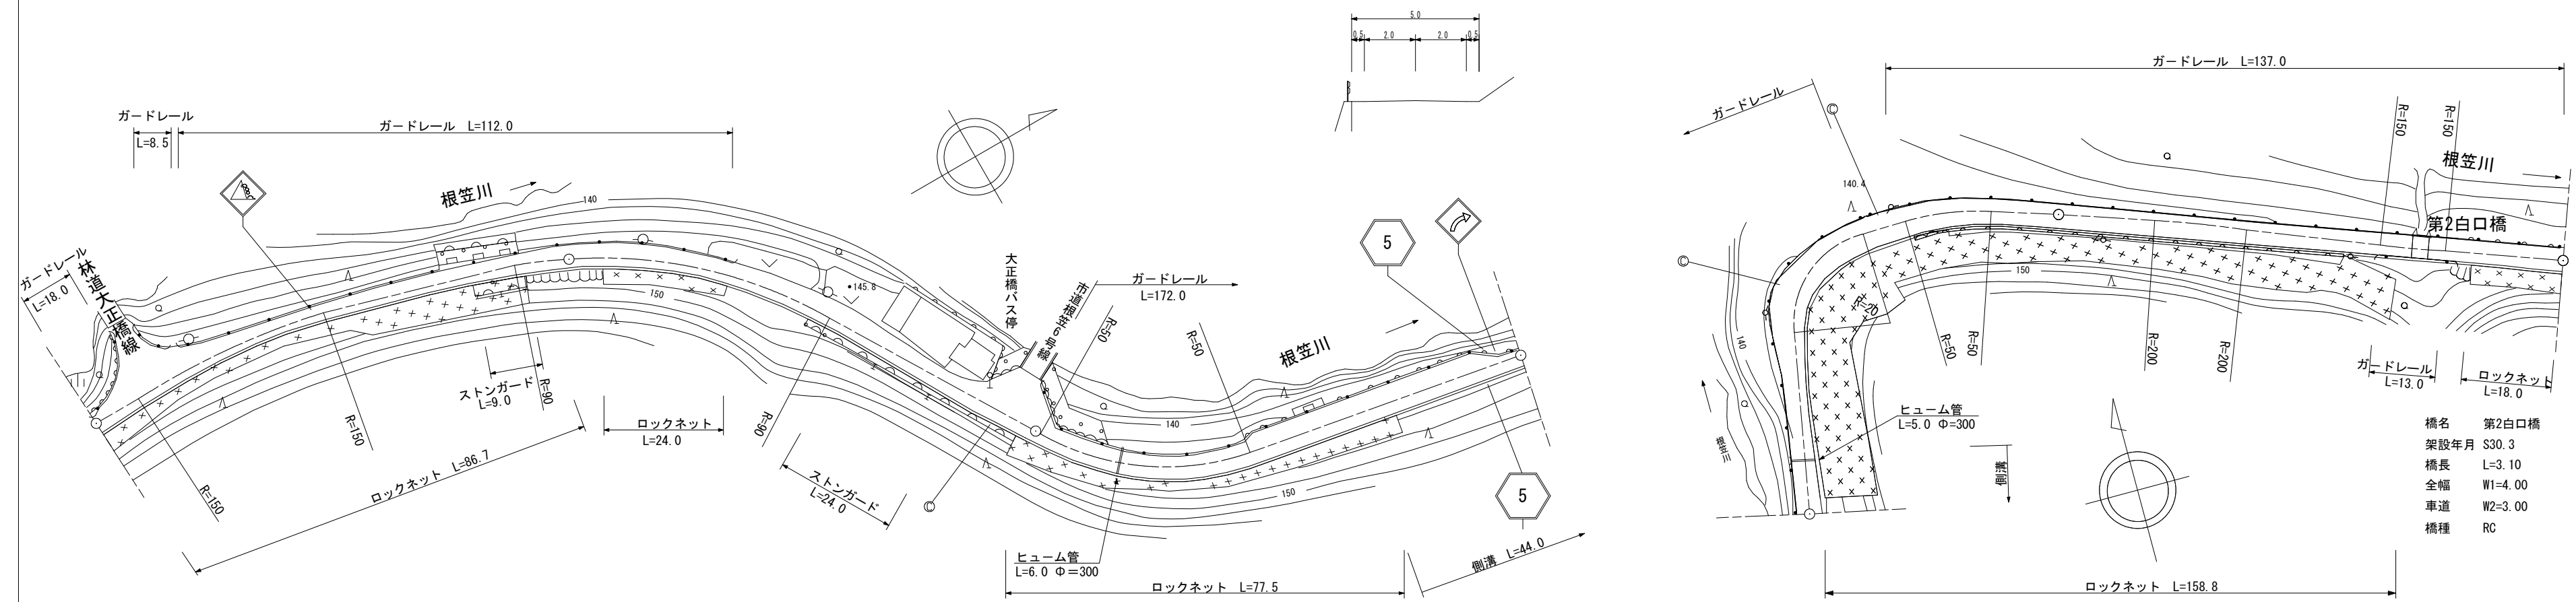 5.0
0.5 2.0 2.0 0.5
ガードレール
L=8.5
ガードレール L=112.0
根笠川
140
ガードレール
L=18.0
林道大正橋線
150
145.8
大正橋バス停
市道根笠6号線
ガードレール
L=172.0
R=50
R=50
根笠川
5
ストンガード
L=9.0
R=90
R=150
R=150
ロックネット L=86.7
ロックネット
L=24.0
R=90
ストンガード
L=24.0
C
140
150
ヒューム管
L=6.0 Φ=300
ロックネット L=77.5
側溝 L=44.0
5
ガードレール
C
ガードレール L=137.0
R=150
R=150
根笠川
140.4
第2白口橋
C
150
R=20
140
R=50
R=50
R=200
R=200
ガードレール
L=13.0
ロックネット
L=18.0
根笠川
ヒューム管
L=5.0 Φ=300
側溝
橋名 第2白口橋
架設年月 S30.3
橋長 L=3.10
全幅 W1=4.00
車道 W2=3.00
橋種 RC
ロックネット L=158.8